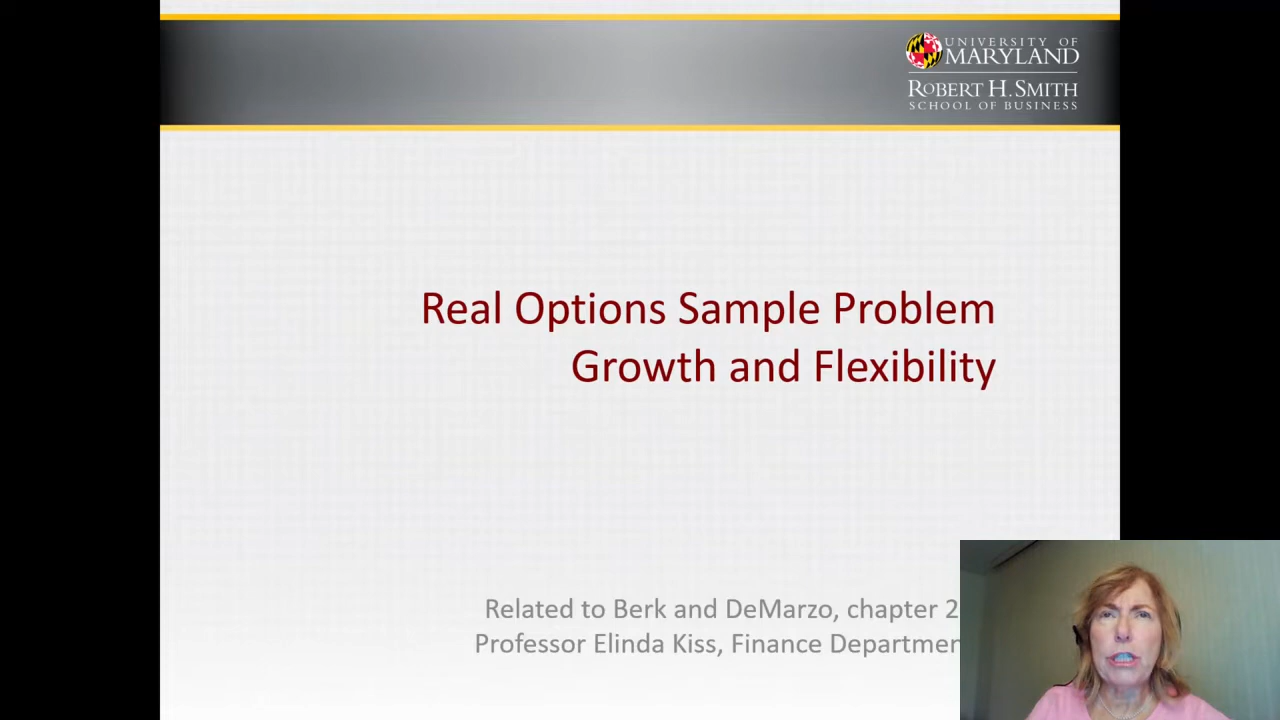 UNIVERSITY OF
MARYLAND
ROBERT H. SMITH
SCHOOL OF BUSINESS
Real Options Sample Problem
Growth and Flexibility
Related to Berk and DeMarzo, chapter 2
Professor Elinda Kiss, Finance Departmen